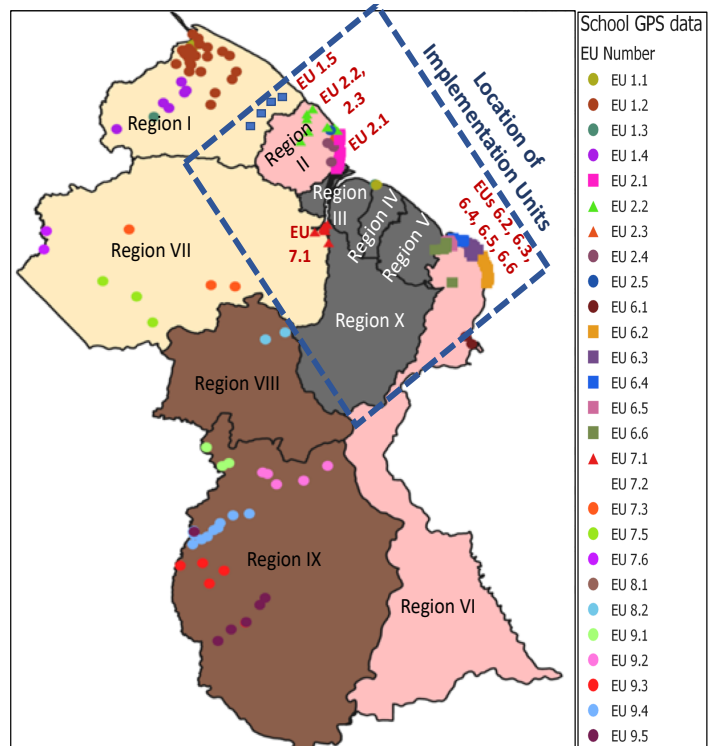 School GPS data
EU Number
EU 1.1
EU 1.2
EU 1.3
EU 1.4
EU 2.1
EU 2.2
EU 2.3
EU 2.4
EU 2.5
EU 6.1
EU 6.2
EU 6.3
EU 6.4
EU 6.5
EU 6.6
EU 7.1
EU 7.2
EU 7.3
EU 7.5
EU 7.6
EU 8.1
EU 8.2
EU 9.1
EU 9.2
EU 9.3
EU 9.4
EU 9.5
Location of
Implementation Units
EU 1.5
EU 2.2,
2.3
EU 2.1
EUs 6.2, 6.3,
6.4, 6.5, 6.6
EU
7.1
Region I
Region
II
Region
III
Region IV
Region V
Region VII
Region X
Region VIII
Region IX
Region VI